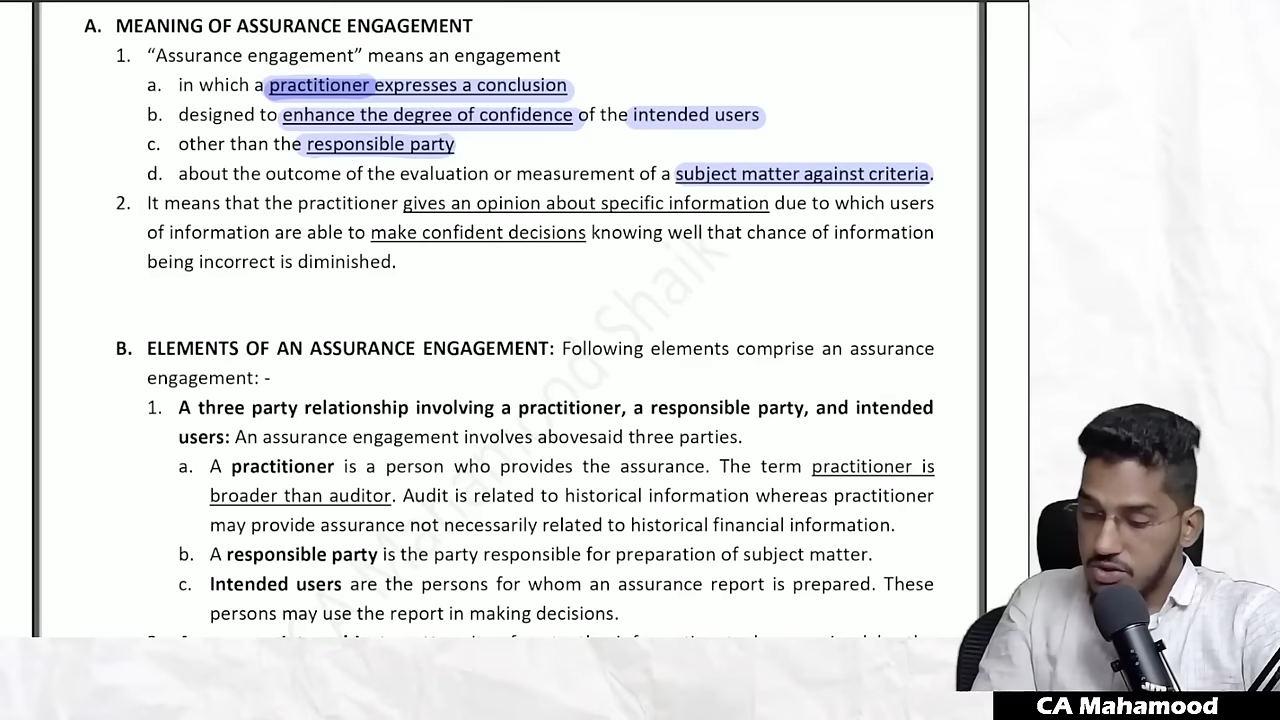 A. MEANING OF ASSURANCE ENGAGEMENT
1. “Assurance engagement” means an engagement
a. in which a practitioner expresses a conclusion
b. designed to enhance the degree of confidence of the intended users
c. other than the responsible party
d. about the outcome of the evaluation or measurement of a subject matter against criteria.
2. It means that the practitioner gives an opinion about specific information due to which users
of information are able to make confident decisions knowing well that chance of information
being incorrect is diminished.
B. ELEMENTS OF AN ASSURANCE ENGAGEMENT: Following elements comprise an assurance
engagement: -
1. A three party relationship involving a practitioner, a responsible party, and intended
users: An assurance engagement involves abovesaid three parties.
a. A practitioner is a person who provides the assurance. The term practitioner is
broader than auditor. Audit is related to historical information whereas practitioner
may provide assurance not necessarily related to historical financial information.
b. A responsible party is the party responsible for preparation of subject matter.
c. Intended users are the persons for whom an assurance report is prepared. These
persons may use the report in making decisions.
CA Mahamood Shaik
CA Mahamood